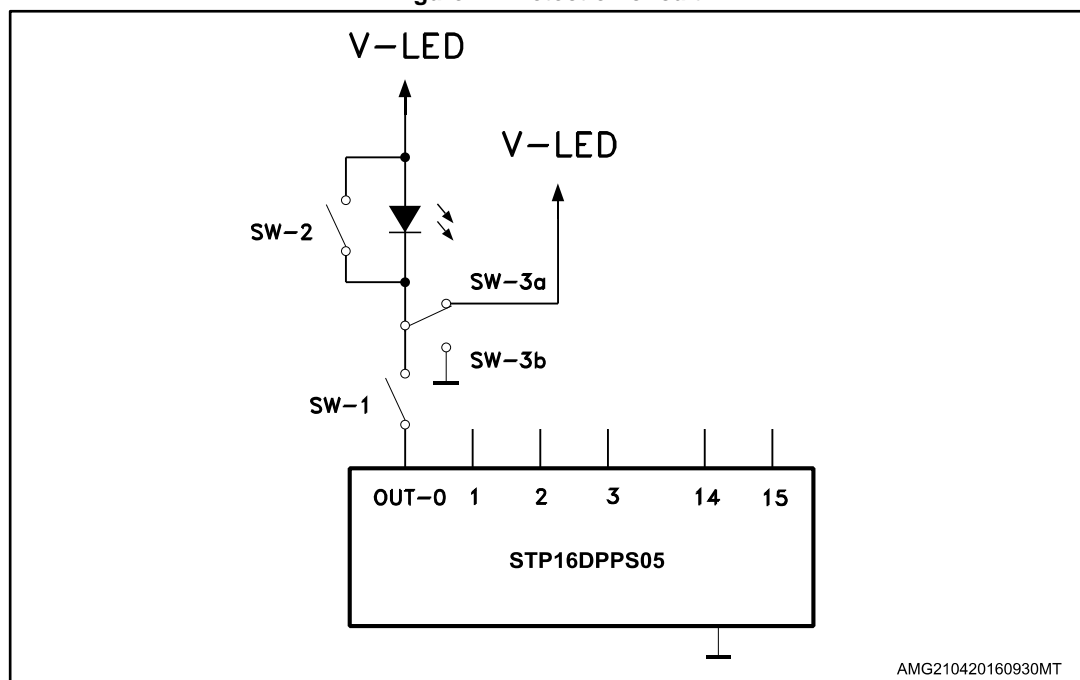 V-LED
V-LED
SW-2
SW-3a
SW-3b
SW-1
OUT-0 1 2 3 14 15
STP16DPPS05
AMG210420160930MT